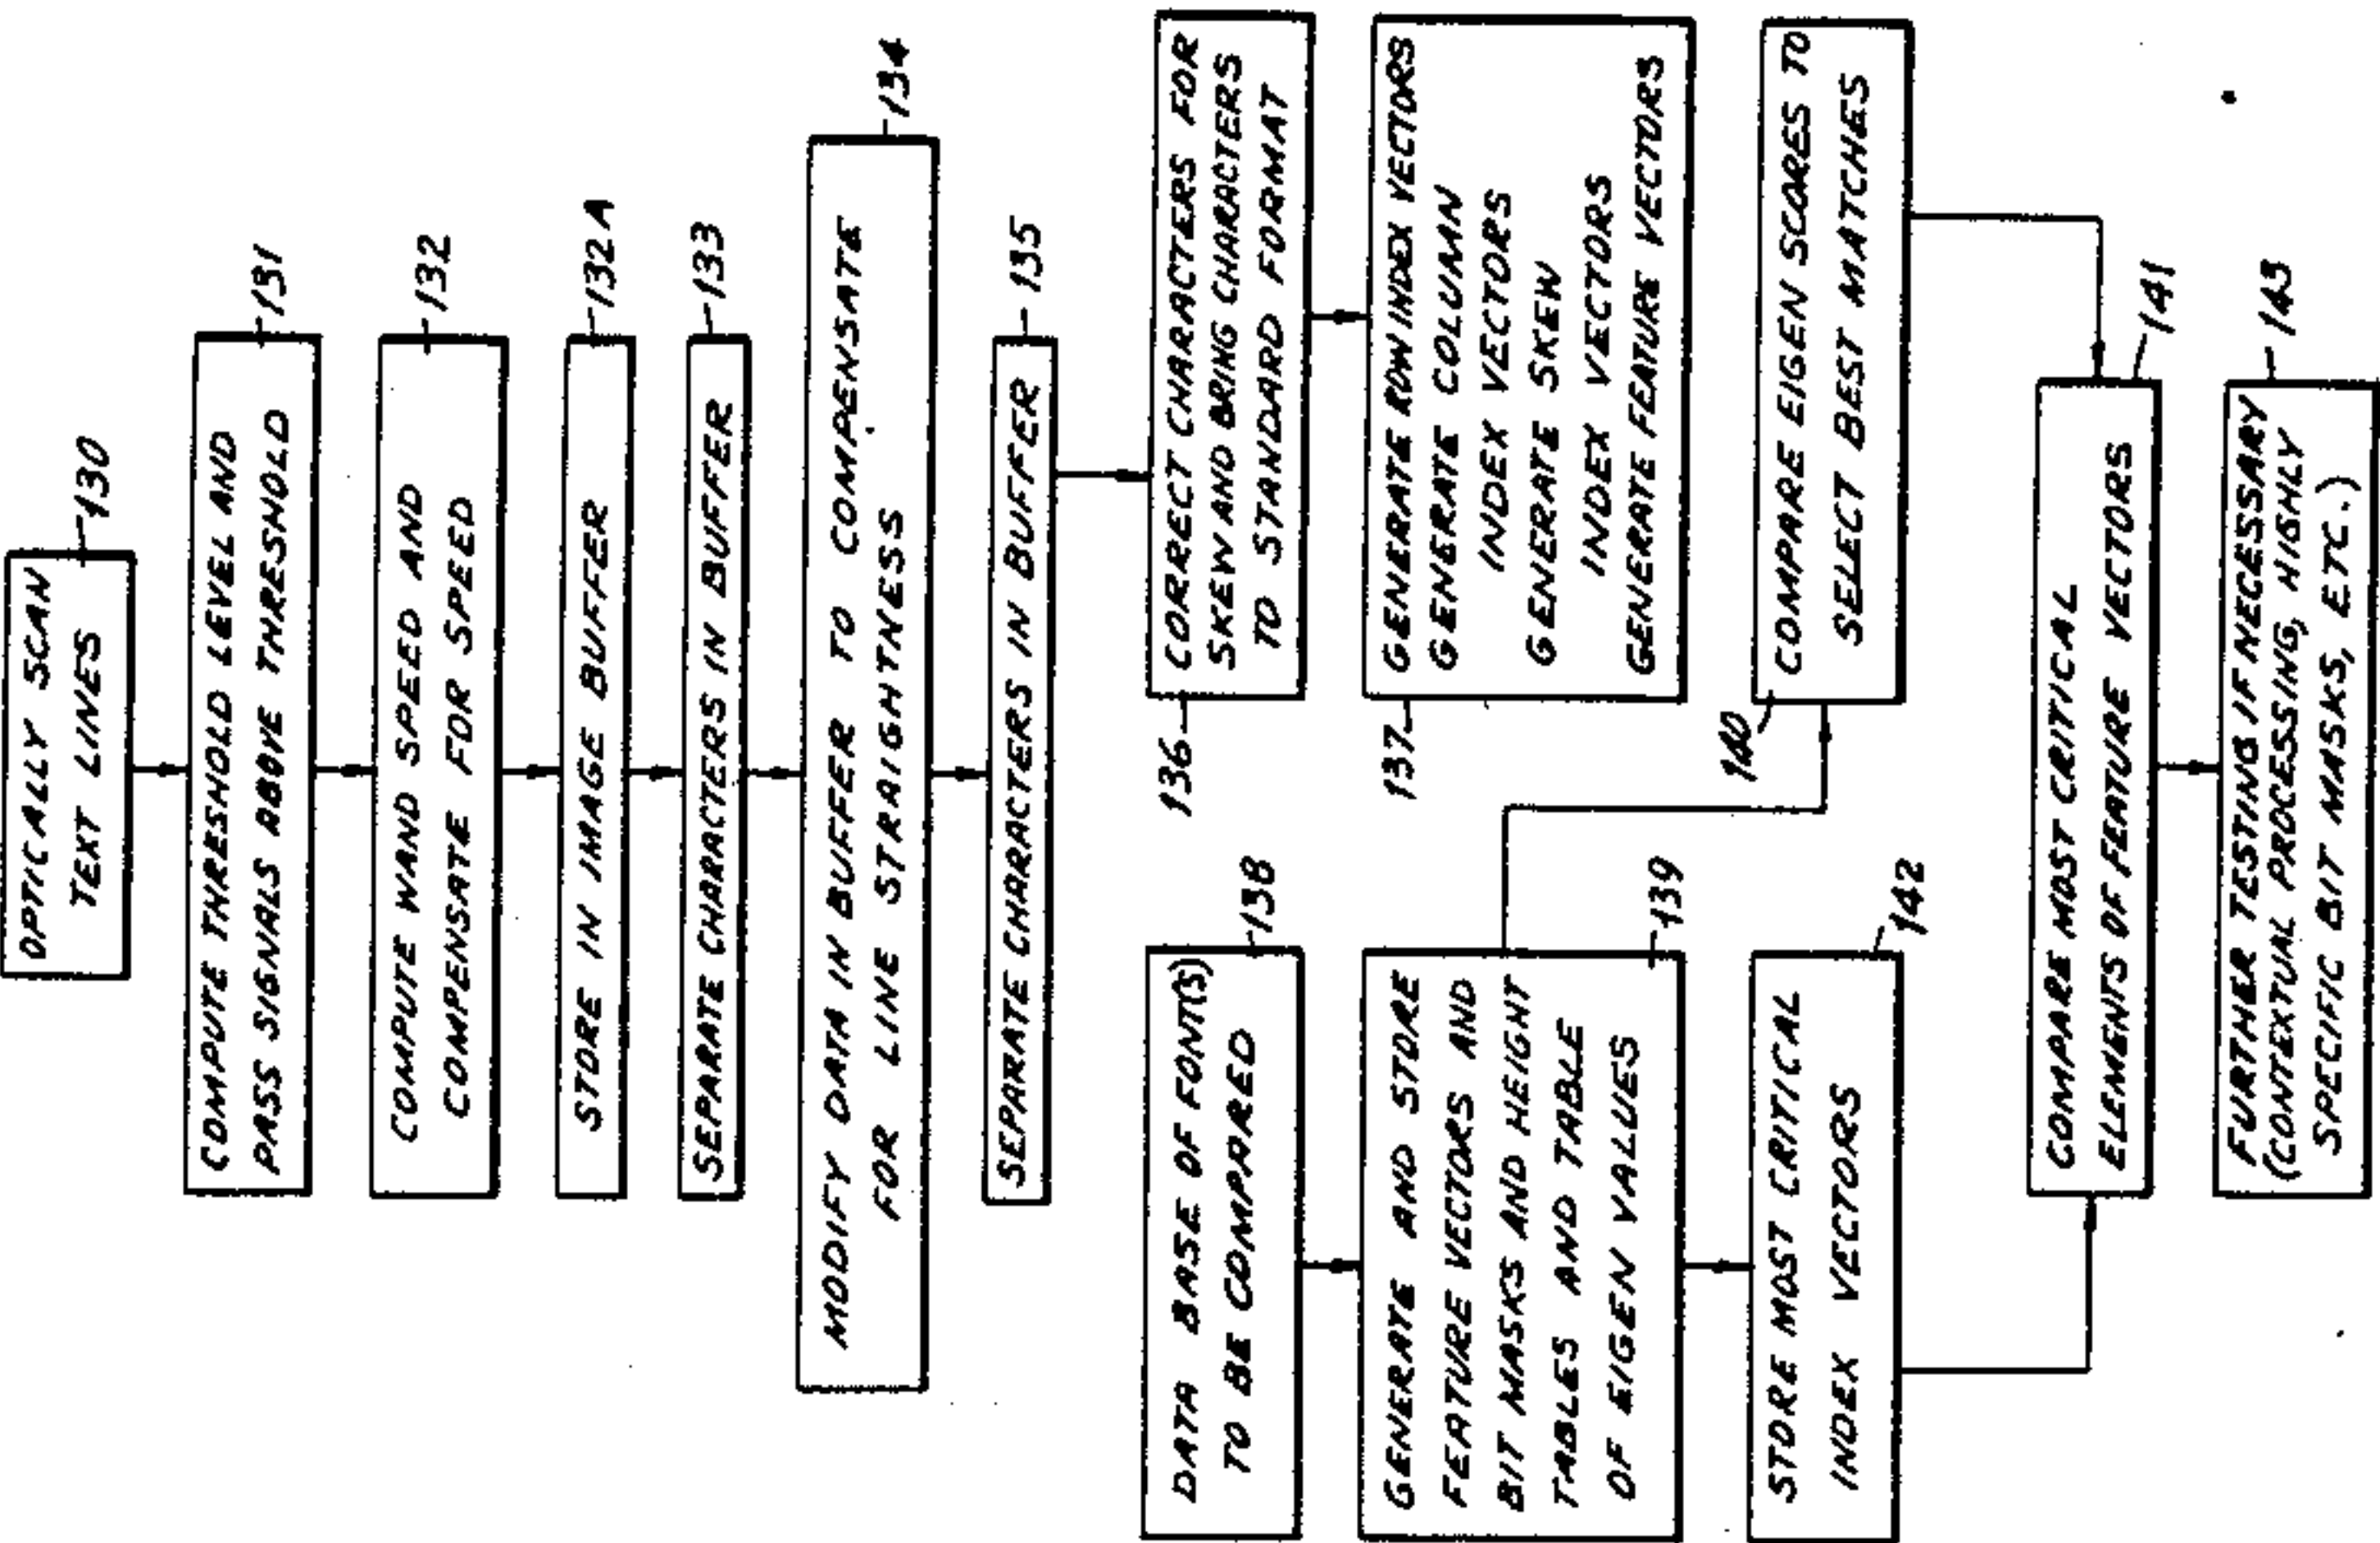 OPTICALLY SCAN
TEXT LINES
130
COMPUTE THRESHOLD LEVEL AND
PASS SIGNALS ABOVE THRESHOLD
131
COMPUTE WAND SPEED AND
COMPENSATE FOR SPEED
132
STORE IN IMAGE BUFFER
132A
SEPARATE CHARACTERS IN BUFFER
133
MODIFY DATA IN BUFFER TO COMPENSATE
FOR LINE STRAIGHTNESS
134
SEPARATE CHARACTERS IN BUFFER
135
CORRECT CHARACTERS FOR
SKEW AND BRING CHARACTERS
TO STANDARD FORMAT
136
GENERATE ROW INDEX VECTORS
GENERATE COLUMN
INDEX VECTORS
GENERATE SKEW
INDEX VECTORS
GENERATE FEATURE VECTORS
137
DATA BASE OF FONT(S)
TO BE COMPARED
138
GENERATE AND STORE
FEATURE VECTORS AND
BIT MASKS AND HEIGHT
TABLES AND TABLE
OF EIGEN VALUES
139
COMPARE EIGEN SCORES TO
SELECT BEST MATCHES
140
STORE MOST CRITICAL
INDEX VECTORS
142
COMPARE MOST CRITICAL
ELEMENTS OF FEATURE VECTORS
141
FURTHER TESTING IF NECESSARY
(CONTEXTUAL PROCESSING, HIGHLY
SPECIFIC BIT MASKS, ETC.)
143